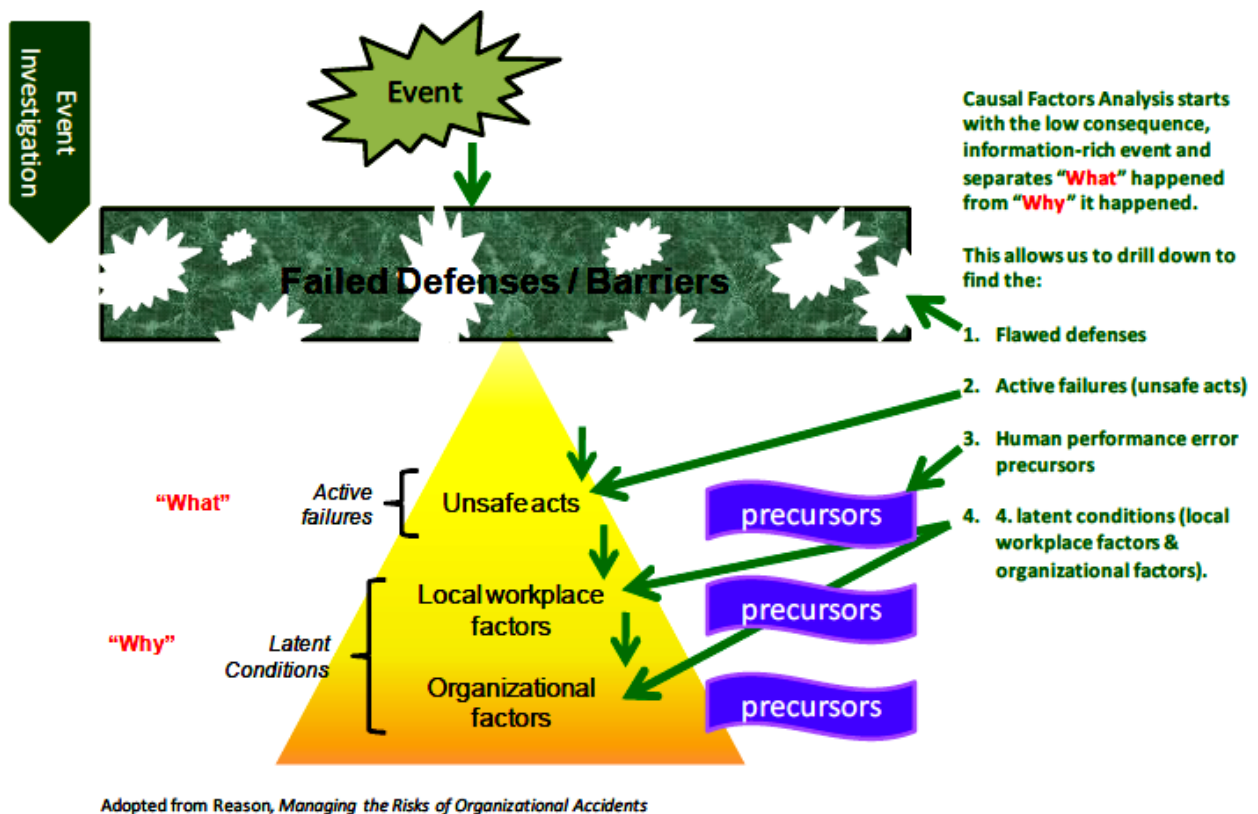 Event
Investigation
Event
Causal Factors Analysis starts
with the low consequence,
information-rich event and
separates “What” happened
from “Why” it happened.
This allows us to drill down to
find the:
Failed Defenses / Barriers
1. Flawed defenses
2. Active failures (unsafe acts)
3. Human performance error
precursors
4. 4. latent conditions (local
workplace factors &
organizational factors).
“What”
Active
failures
Unsafe acts
precursors
“Why”
Latent
Conditions
Local workplace
factors
precursors
Organizational
factors
precursors
Adopted from Reason, Managing the Risks of Organizational Accidents